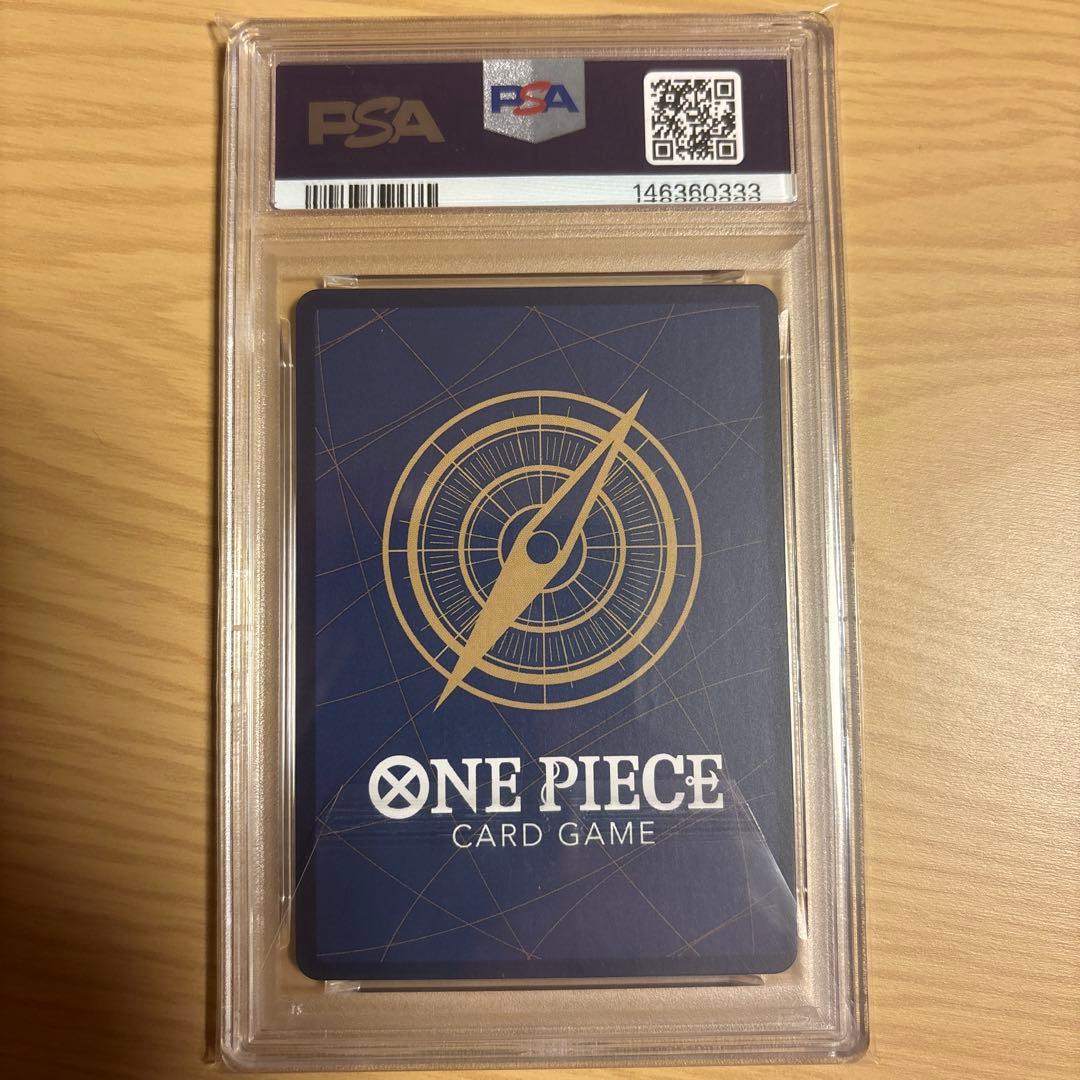 PSA
PSA
146360333
ONE PIECE
CARD GAME